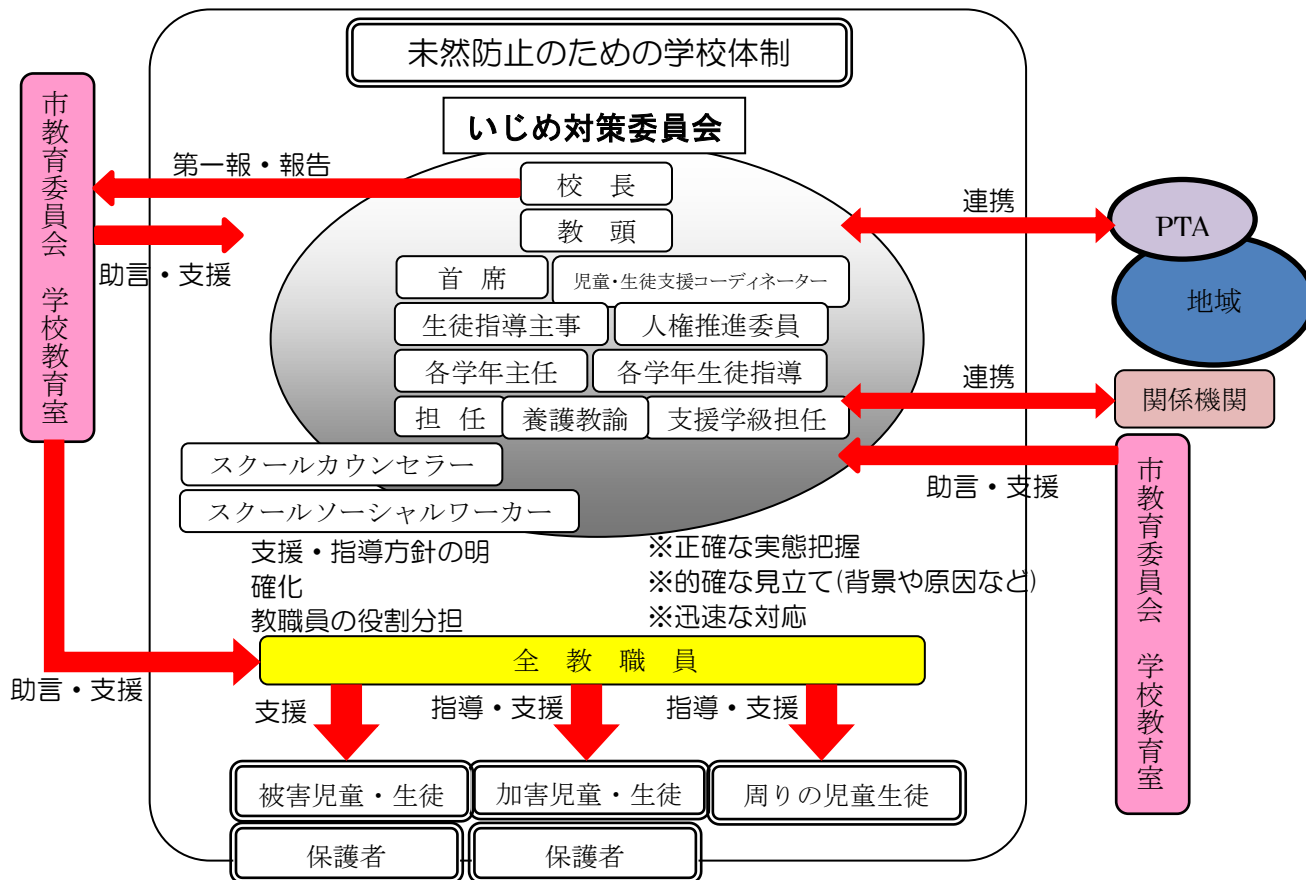 未然防止のための学校体制
いじめ対策委員会
市教育委員会　学校教育室
第一報・報告
助言・支援
校　長
教　頭
首　席
児童・生徒支援コーディネーター
生徒指導主事
人権推進委員
各学年主任
各学年生徒指導
担　任
養護教諭
支援学級担任
スクールカウンセラー
スクールソーシャルワーカー
連携
PTA
地域
連携
関係機関
助言・支援
市教育委員会　学校教育室
支援・指導方針の明
確化
教職員の役割分担
※正確な実態把握
※的確な見立て(背景や原因など)
※迅速な対応
助言・支援
全　教　職　員
支援
指導・支援
指導・支援
被害児童・生徒
加害児童・生徒
周りの児童生徒
保護者
保護者